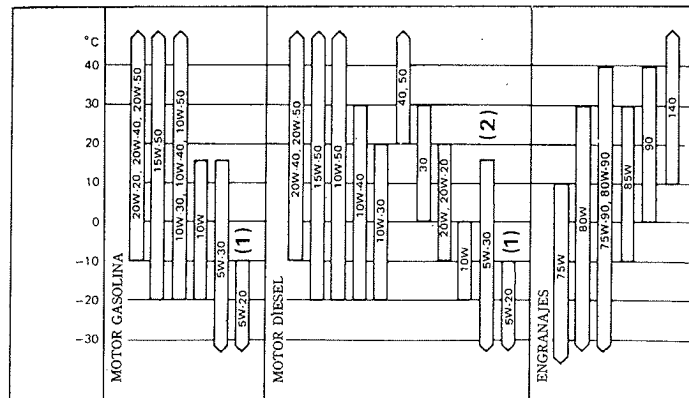 °C
40
30
20
10
0
-10
-20
-30
MOTOR GASOLINA
20W-20, 20W-40, 20W-50
15W-50
10W-30, 10W-40, 10W-50
10W
5W-30
5W-20
(1)
MOTOR DIESEL
20W-40, 20W-50
15W-50
10W-50
10W-40
10W-30
40, 50
30
20W, 20W-20
10W
5W-30
(2)
5W-20
(1)
ENGRANAJES
75W
80W
75W-90, 80W-90
85W
90
140